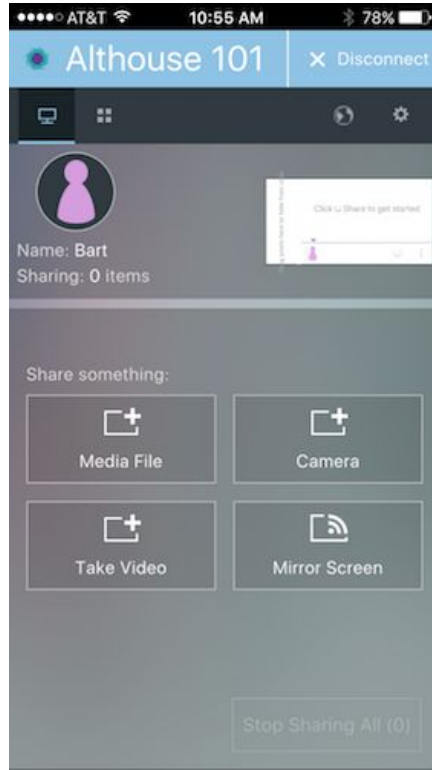 AT&T 10:55 AM 78%
Althouse 101 Disconnect
Click Share to get started
Name: Bart
Sharing: 0 items
Share something:
Media File Camera
Take Video Mirror Screen
Stop Sharing All (0)